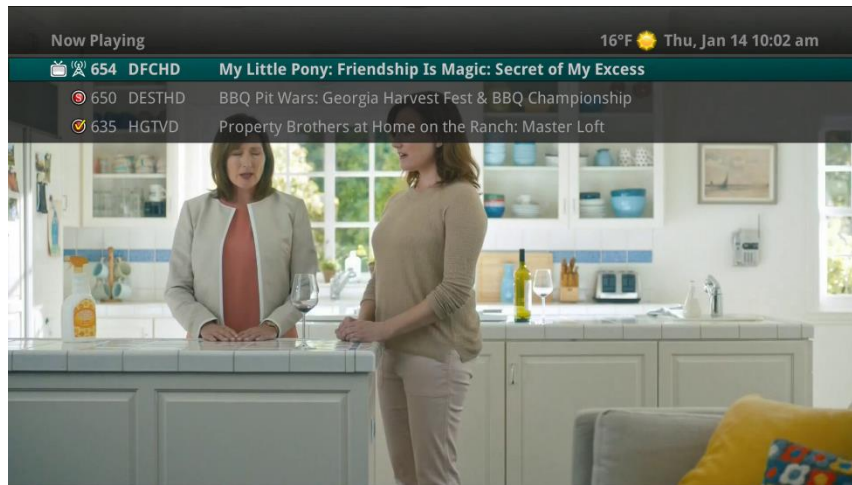 Now Playing 16°F Thu, Jan 14 10:02 am
654 DFCHD My Little Pony: Friendship Is Magic: Secret of My Excess
S 650 DESTHD BBQ Pit Wars: Georgia Harvest Fest & BBQ Championship
635 HGTVD Property Brothers at Home on the Ranch: Master Loft